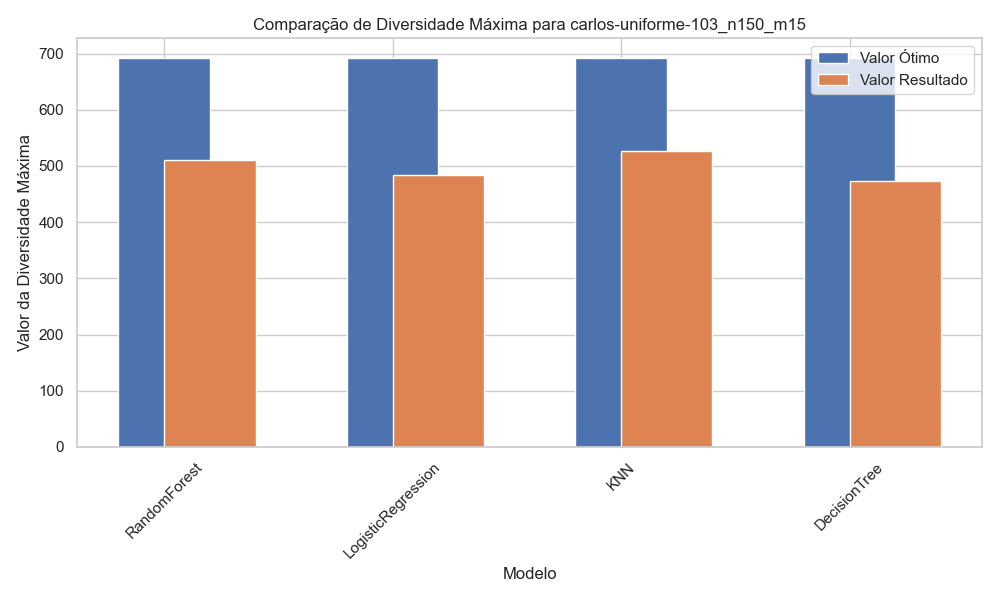 Comparação de Diversidade Máxima para carlos-uniforme-103_n150_m15
Valor Ótimo
Valor Resultado
Valor da Diversidade Máxima
700
600
500
400
300
200
100
0
RandomForest
LogisticRegression
KNN
DecisionTree
Modelo